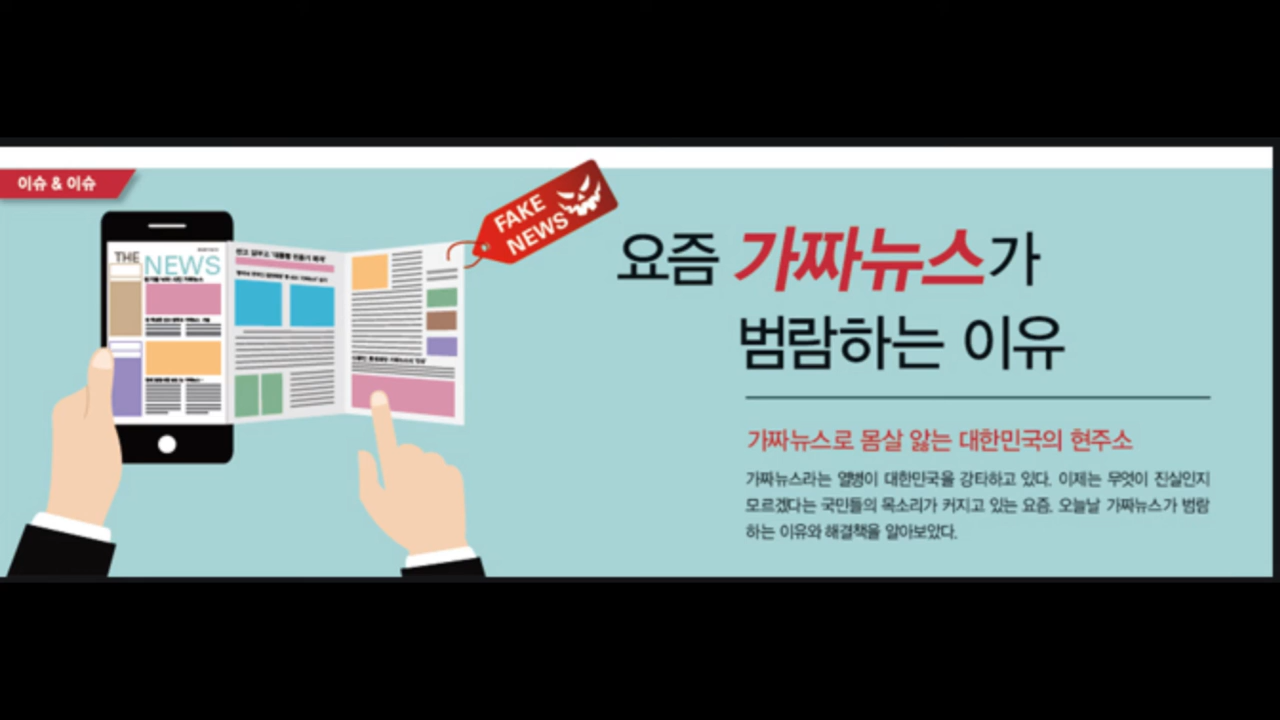 이슈 & 이슈
FAKE
NEWS
THE
NEWS
요즘 가짜뉴스가
범람하는 이유
가짜뉴스로 몸살 앓는 대한민국의 현주소
가짜뉴스라는 열병이 대한민국을 강타하고 있다. 이제는 무엇이 진실인지
모르겠다는 국민들의 목소리가 커지고 있는 요즘, 오늘날 가짜뉴스가 범람
하는 이유와 해결책을 알아보았다.